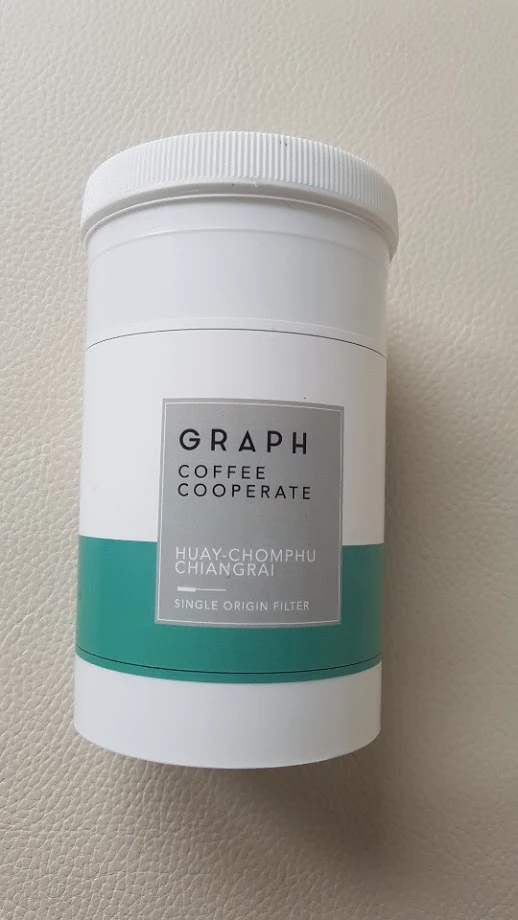 GRAPH
COFFEE
COOPERATE
HUAY-CHOMPHU
CHIANGRAI
SINGLE ORIGIN FILTER